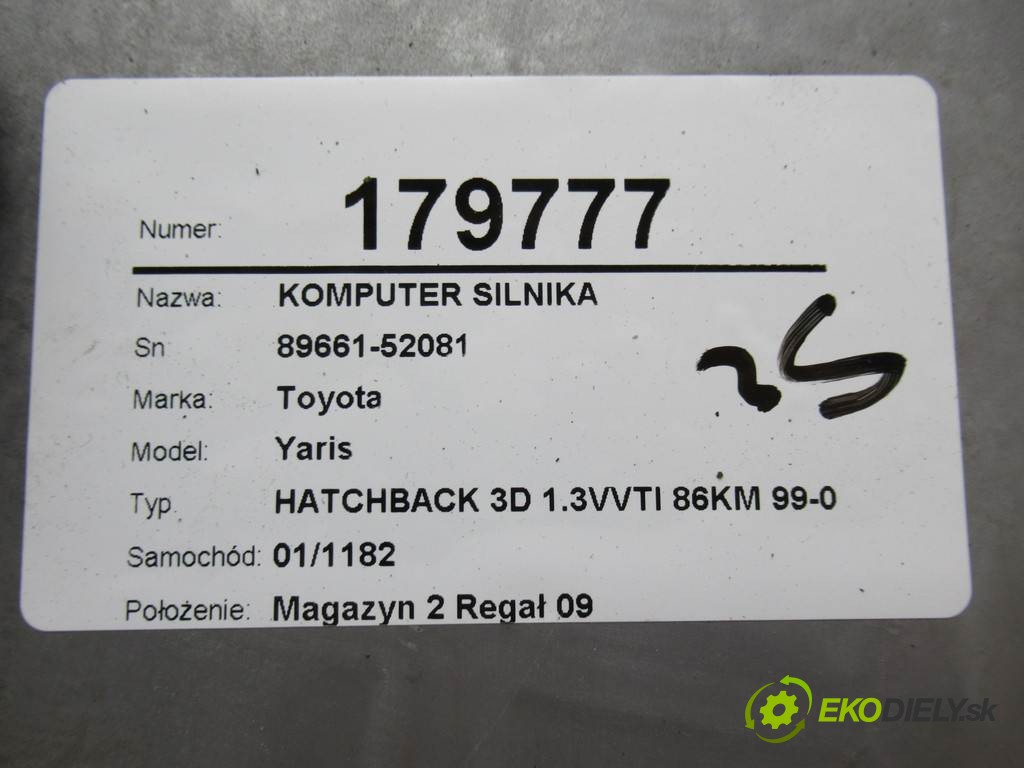 Numer: 179777
Nazwa: KOMPUTER SILNIKA
Sn 89661-52081
Marka: Toyota
Model: Yaris
Typ HATCHBACK 3D 1.3VVTI 86KM 99-0
Samochód: 01/1182
Położenie: Magazyn 2 Regał 09
EKODIELY.sk